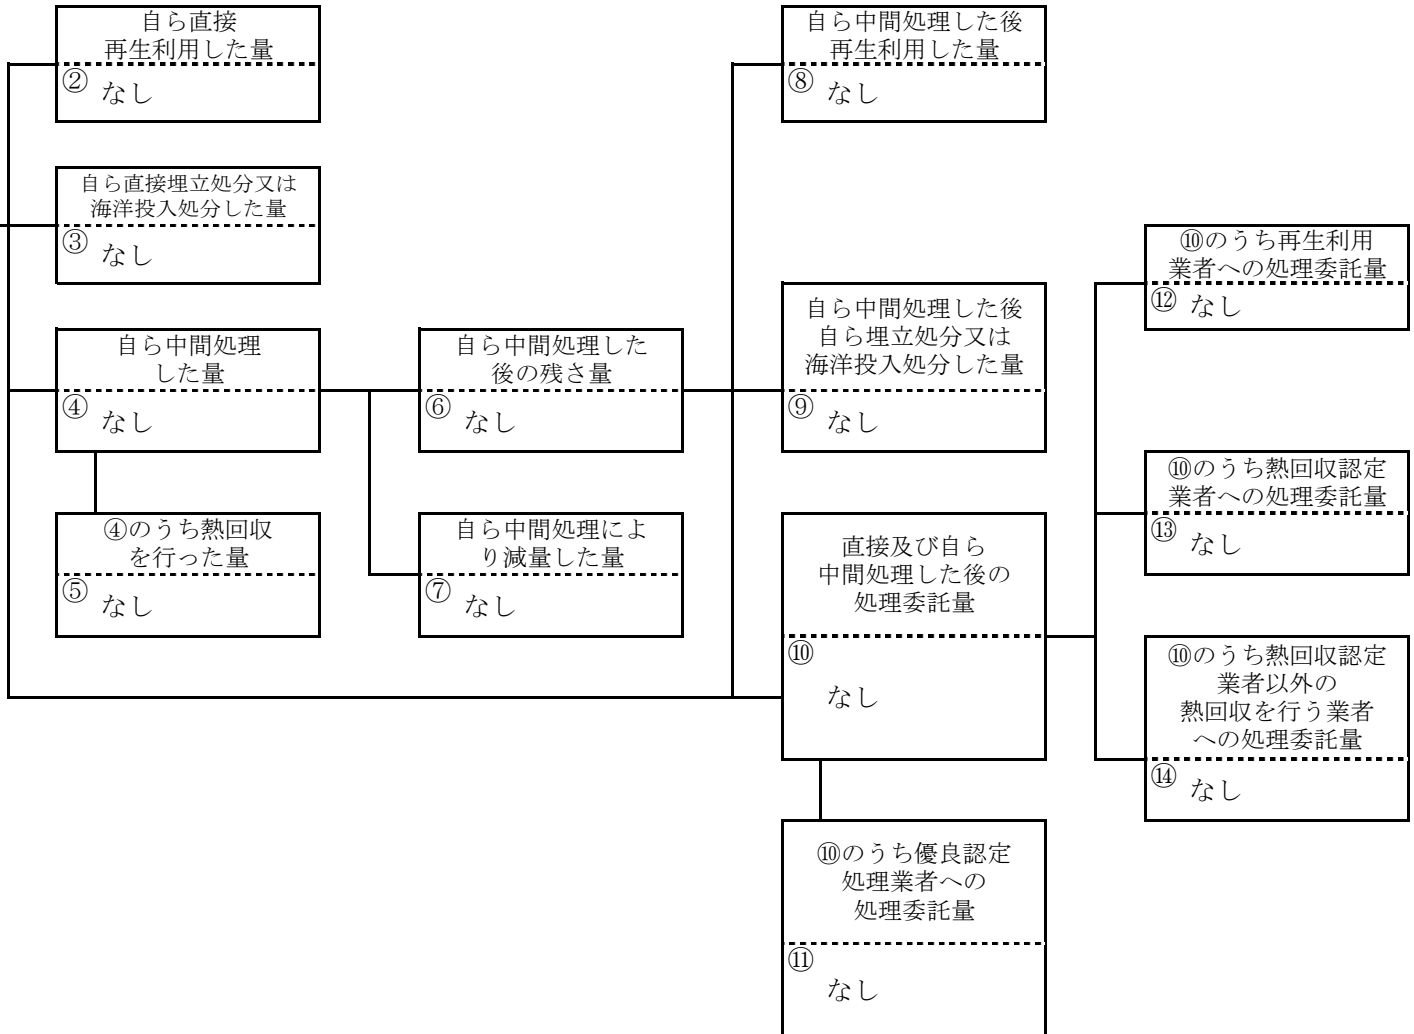 自ら直接
再生利用した量
②
なし
自ら直接埋立処分又は
海洋投入処分した量
③
なし
自ら中間処理
した量
④
なし
④のうち熱回収
を行った量
⑤
なし
自ら中間処理した
後の残さ量
⑥
なし
自ら中間処理によ
り減量した量
⑦
なし
自ら中間処理した後
再生利用した量
⑧
なし
自ら中間処理した後
自ら埋立処分又は
海洋投入処分した量
⑨
なし
直接及び自ら
中間処理した後の
処理委託量
⑩
なし
⑩のうち優良認定
処理業者への
処理委託量
⑪
なし
⑩のうち再生利用
業者への処理委託量
⑫
なし
⑩のうち熱回収認定
業者への処理委託量
⑬
なし
⑩のうち熱回収認定
業者以外の
熱回収を行う業者
への処理委託量
⑭
なし